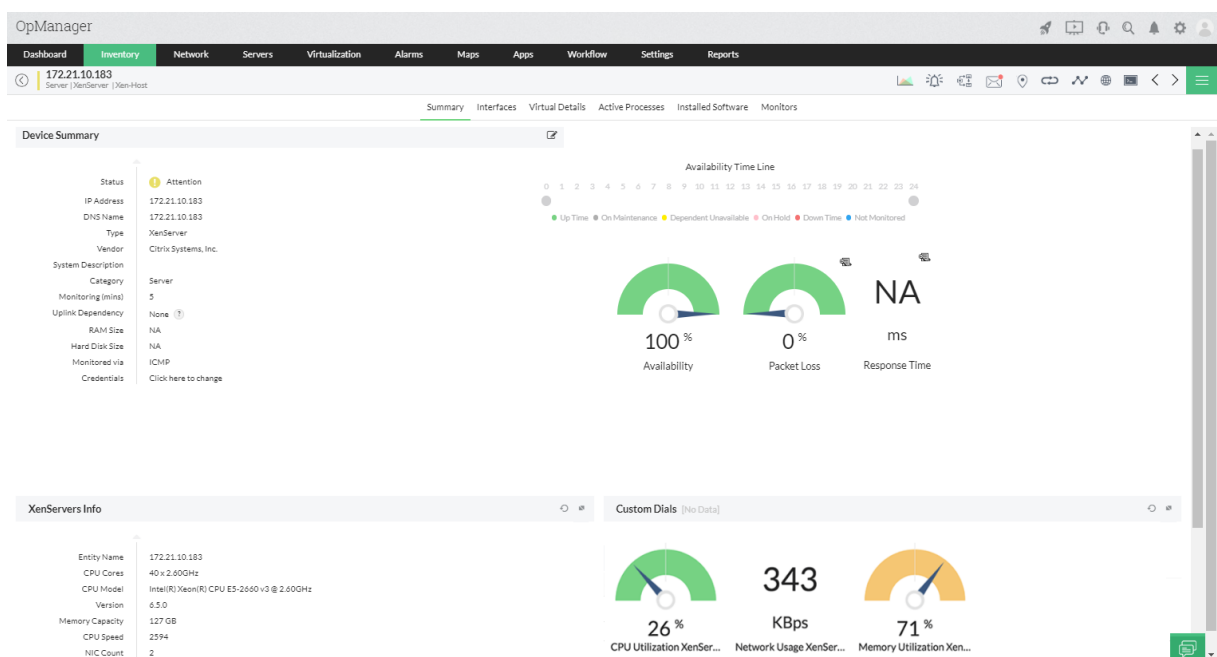 OpManager
Dashboard Inventory Network Servers Virtualization Alarms Maps Apps Workflow Settings Reports
172.21.10.183
Server | XenServer | Xen-Host
Summary Interfaces Virtual Details Active Processes Installed Software Monitors
Device Summary
Status Attention
IP Address 172.21.10.183
DNS Name 172.21.10.183
Type XenServer
Vendor Citrix Systems, Inc.
System Description
Category Server
Monitoring (mins) 5
Uplink Dependency None ?
RAM Size NA
Hard Disk Size NA
Monitored via ICMP
Credentials Click here to change
Availability Time Line
0 1 2 3 4 5 6 7 8 9 10 11 12 13 14 15 16 17 18 19 20 21 22 23 24
Up Time On Maintenance Dependent Unavailable On Hold Down Time Not Monitored
100 %
Availability
0 %
Packet Loss
NA
ms
Response Time
XenServers Info
Entity Name 172.21.10.183
CPU Cores 40 x 2.60GHz
CPU Model Intel(R) Xeon(R) CPU E5-2660 v3 @ 2.60GHz
Version 6.5.0
Memory Capacity 127 GB
CPU Speed 2594
NIC Count 2
Custom Dials [No Data]
26 %
CPU Utilization XenSer...
343
KBps
Network Usage XenSer...
71 %
Memory Utilization Xen...